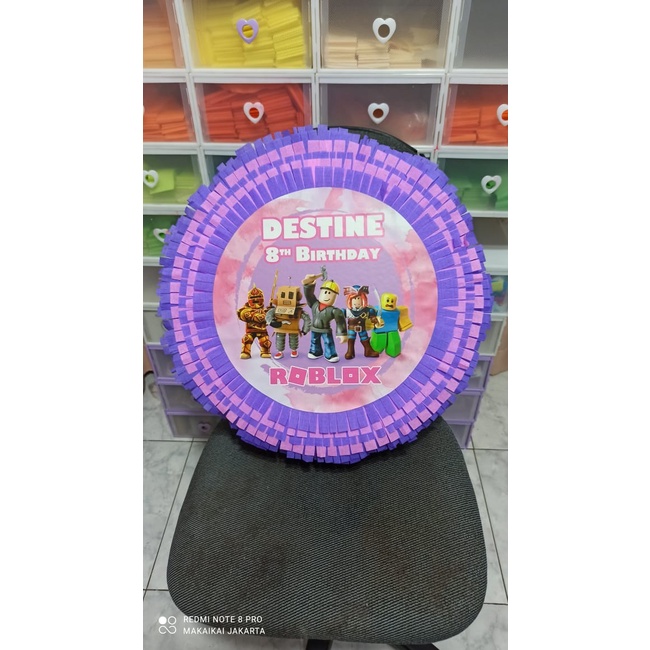 DESTINE
8TH BIRTHDAY
ROBLOX
REDMI NOTE 8 PRO
MAKAIKAI JAKARTA